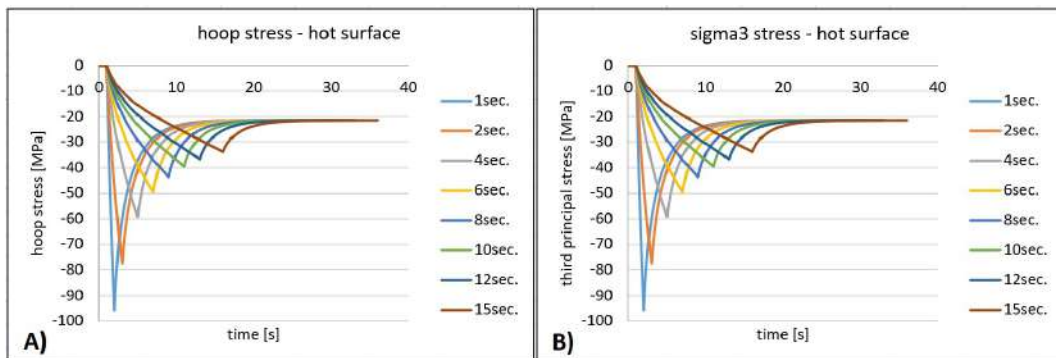 hoop stress - hot surface
0
-10
-20
-30
-40
-50
-60
-70
-80
-90
-100
0
10
20
30
40
hoop stress [MPa]
time [s]
1sec.
2sec.
4sec.
6sec.
8sec.
10sec.
12sec.
15sec.
A)
sigma3 stress - hot surface
0
-10
-20
-30
-40
-50
-60
-70
-80
-90
-100
0
10
20
30
40
third principal stress [MPa]
time [s]
1sec.
2sec.
4sec.
6sec.
8sec.
10sec.
12sec.
15sec.
B)